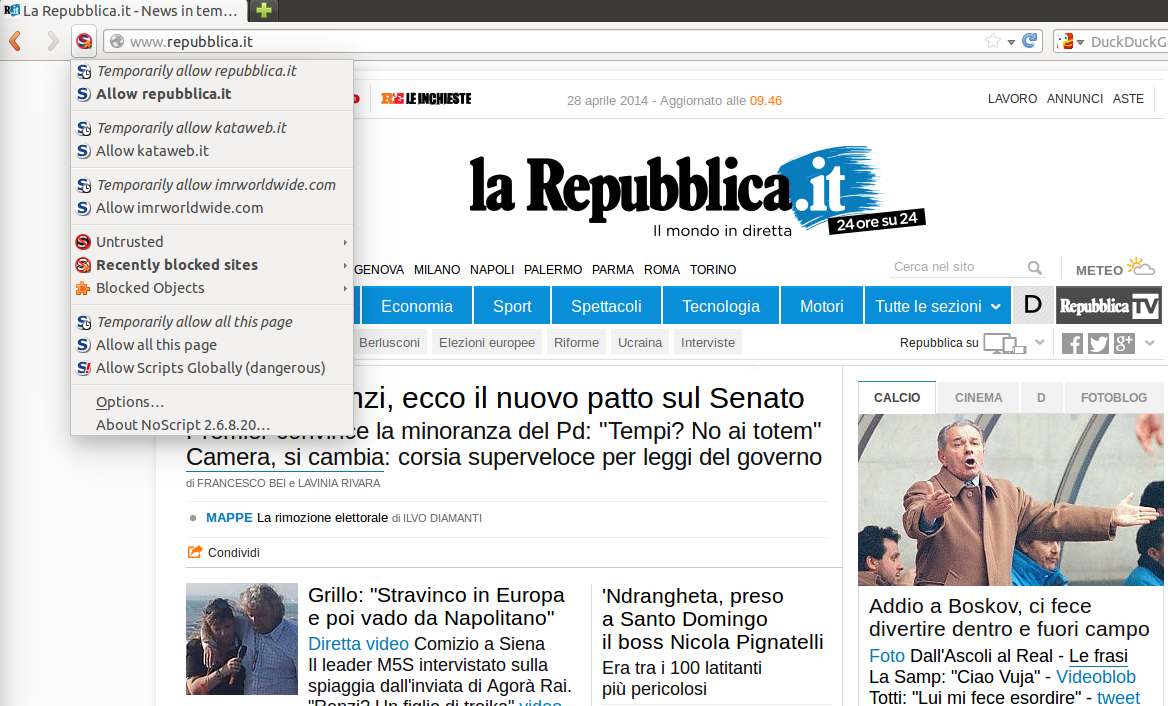 La Repubblica.it - News in tem…
www.repubblica.it
DuckDuckG
Temporarily allow repubblica.it
Allow repubblica.it
Temporarily allow kataweb.it
Allow kataweb.it
Temporarily allow imrworldwide.com
Allow imrworldwide.com
Untrusted
Recently blocked sites
Blocked Objects
Temporarily allow all this page
Allow all this page
Allow Scripts Globally (dangerous)
Options…
About NoScript 2.6.8.20…
RE LE INCHIESTE
28 aprile 2014 - Aggiornato alle 09.46
LAVORO ANNUNCI ASTE
la Repubblica.it
24 ore su 24
Il mondo in diretta
GENOVA MILANO NAPOLI PALERMO PARMA ROMA TORINO
Cerca nel sito
METEO
Economia Sport Spettacoli Tecnologia Motori Tutte le sezioni D Repubblica TV
Berlusconi Elezioni europee Riforme Ucraina Interviste
Repubblica su
nzi, ecco il nuovo patto sul Senato
Premier convince la minoranza del Pd: "Tempi? No ai totem"
Camera, si cambia: corsia superveloce per leggi del governo
di FRANCESCO BEI e LAVINIA RIVARA
MAPPE La rimozione elettorale di ILVO DIAMANTI
Condividi
Grillo: "Stravinco in Europa
e poi vado da Napolitano"
Diretta video Comizio a Siena
Il leader M5S intervistato sulla
spiaggia dall'inviata di Agorà Rai.
"Renzi? Un figlio di troika" video
'Ndrangheta, preso
a Santo Domingo
il boss Nicola Pignatelli
Era tra i 100 latitanti
più pericolosi
CALCIO CINEMA D FOTOBLOG
Addio a Boskov, ci fece
divertire dentro e fuori campo
Foto Dall'Ascoli al Real - Le frasi
La Samp: "Ciao Vuja" - Videoblob
Totti: "Lui mi fece esordire" - tweet